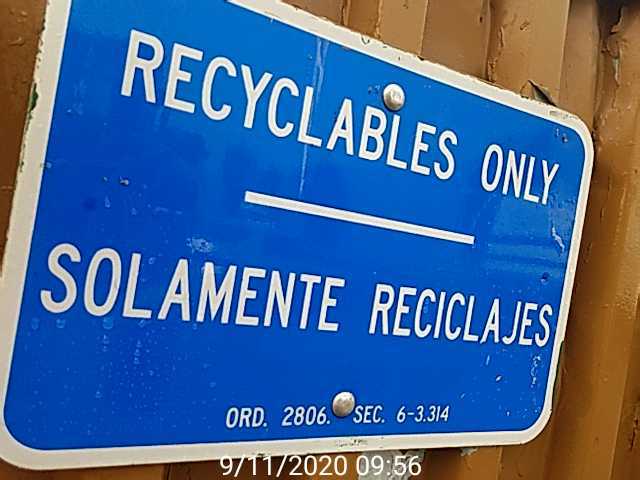 RECYCLABLES ONLY
SOLAMENTE RECICLAJES
ORD. 2806. SEC. 6-3.314
9/11/2020 09:56